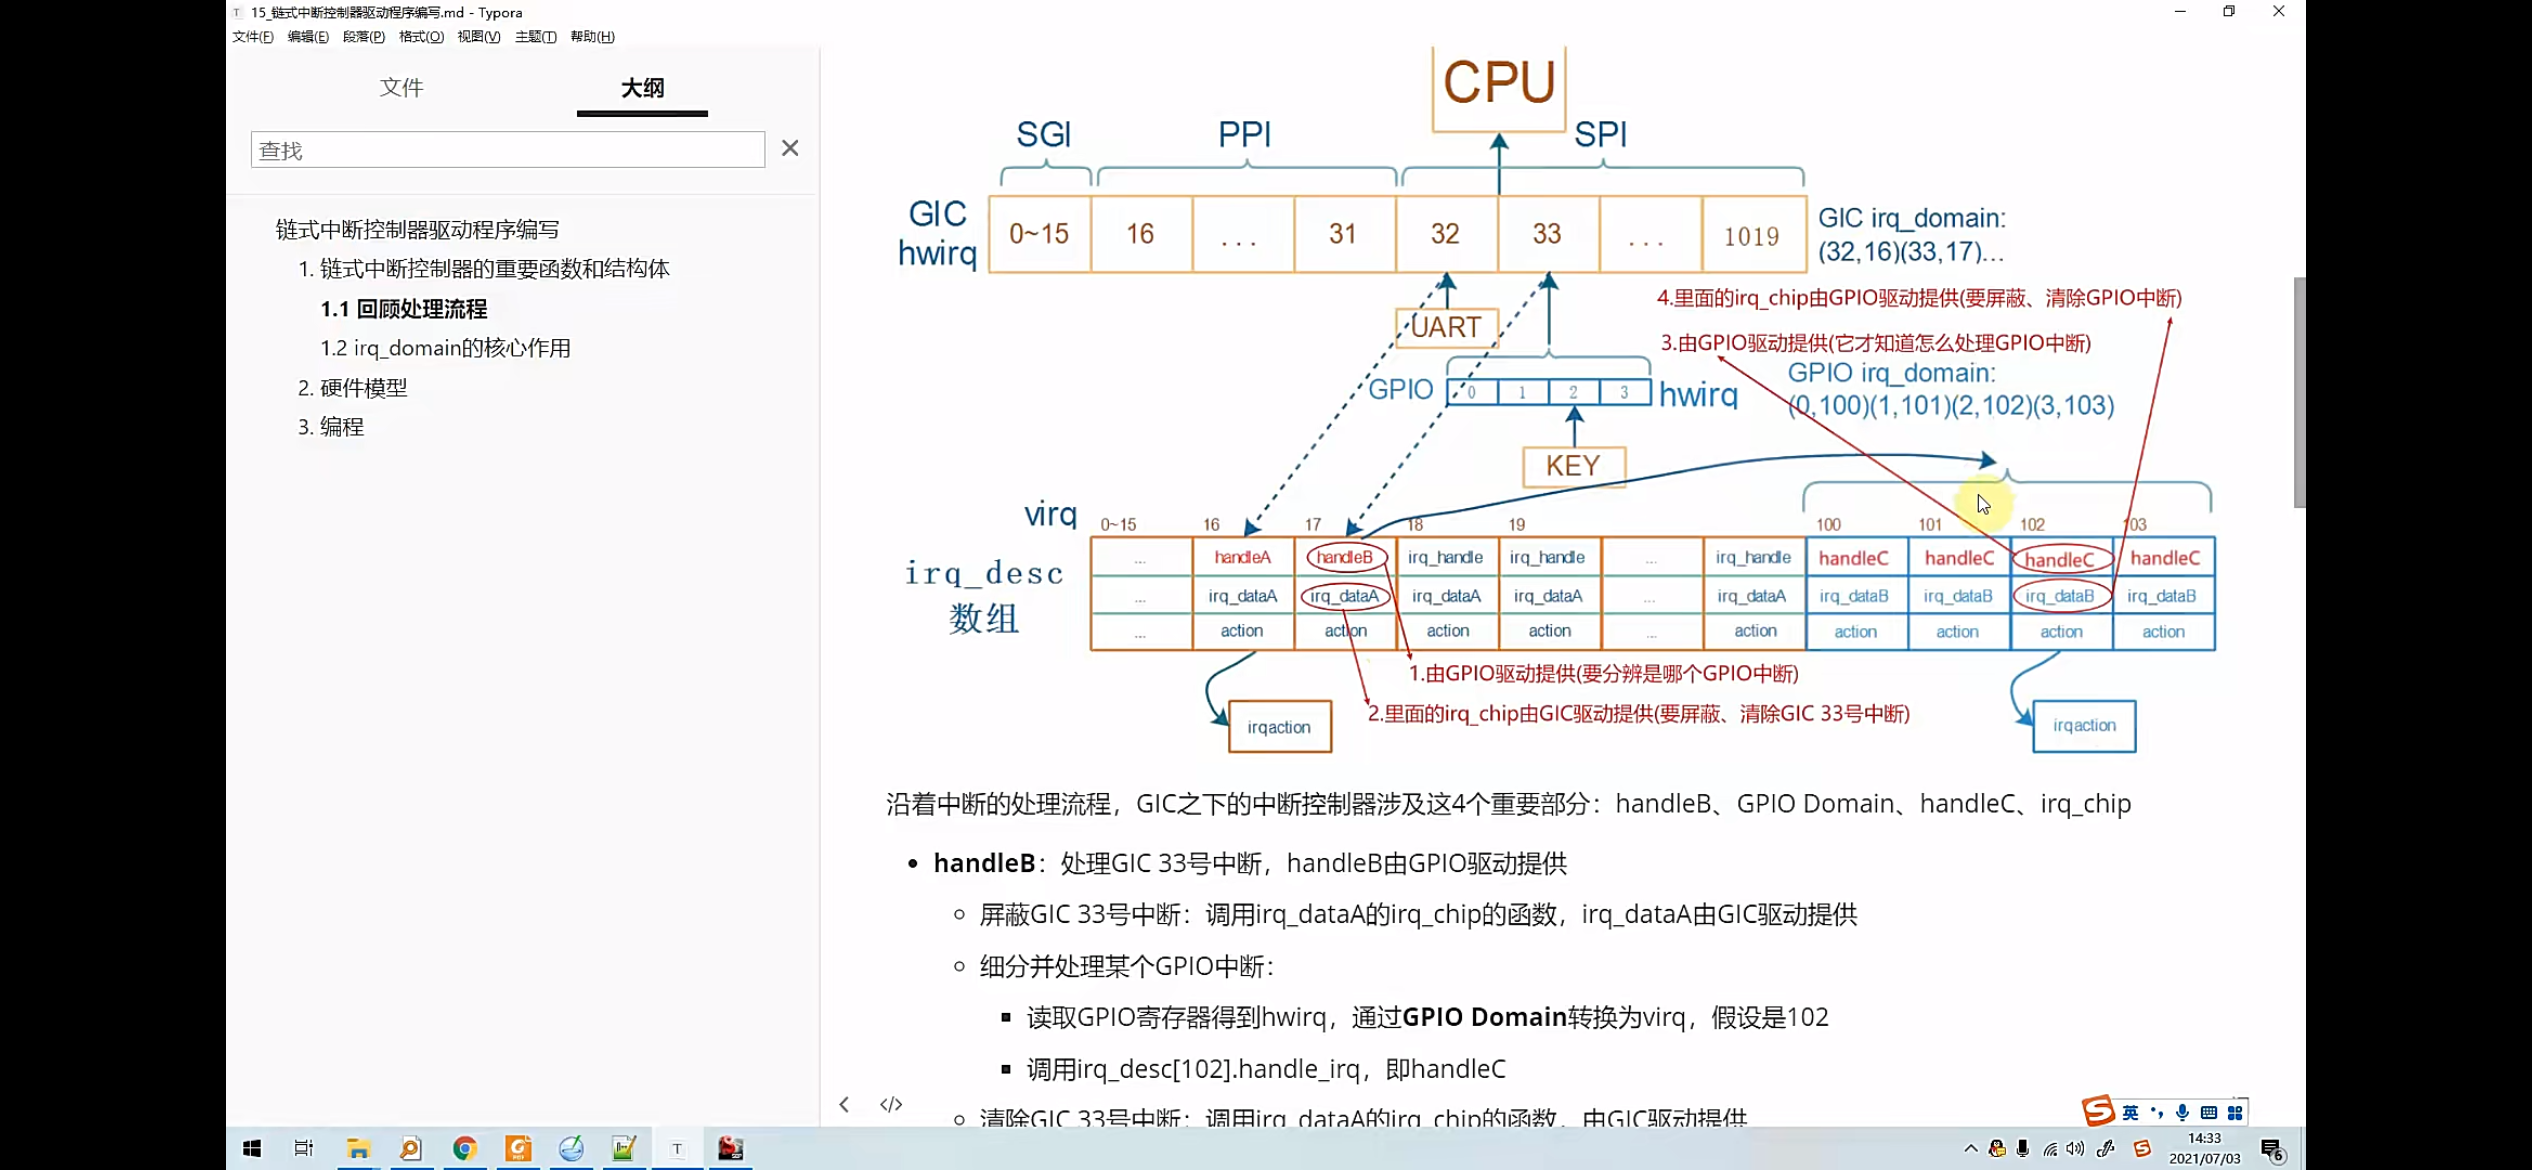 15_链式中断控制器驱动程序编写.md - Typora
文件(F) 编辑(E) 段落(P) 格式(O) 视图(V) 主题(T) 帮助(H)
文件 大纲
查找
链式中断控制器驱动程序编写
1. 链式中断控制器的重要函数和结构体
1.1 回顾处理流程
1.2 irq_domain的核心作用
2. 硬件模型
3. 编程
CPU
SGI PPI SPI
GIC hwirq 0~15 16 ... 31 32 33 ... 1019
GIC irq_domain:
(32,16)(33,17)...
4.里面的irq_chip由GPIO驱动提供(要屏蔽、清除GPIO中断)
UART
3.由GPIO驱动提供(它才知道怎么处理GPIO中断)
GPIO irq_domain:
GPIO 0 1 2 3 hwirq
(0,100)(1,101)(2,102)(3,103)
KEY
virq 0~15 16 17 18 19 100 101 102 103
irq_desc
数组
... handleA handleB irq_handle irq_handle ... irq_handle handleC handleC handleC handleC
... irq_dataA irq_dataA irq_dataA irq_dataA ... irq_dataA irq_dataB irq_dataB irq_dataB irq_dataB
... action action action action ... action action action action action
1.由GPIO驱动提供(要分辨是哪个GPIO中断)
2.里面的irq_chip由GIC驱动提供(要屏蔽、清除GIC 33号中断)
irqaction irqaction
沿着中断的处理流程，GIC之下的中断控制器涉及这4个重要部分：handleB、GPIO Domain、handleC、irq_chip
• handleB：处理GIC 33号中断，handleB由GPIO驱动提供
○ 屏蔽GIC 33号中断：调用irq_dataA的irq_chip的函数，irq_dataA由GIC驱动提供
○ 细分并处理某个GPIO中断：
▪ 读取GPIO寄存器得到hwirq，通过GPIO Domain转换为virq，假设是102
▪ 调用irq_desc[102].handle_irq，即handleC
○ 清除GIC 33号中断：调用irq_dataA的irq_chip的函数，由GIC驱动提供
英
14:33
2021/07/03
6